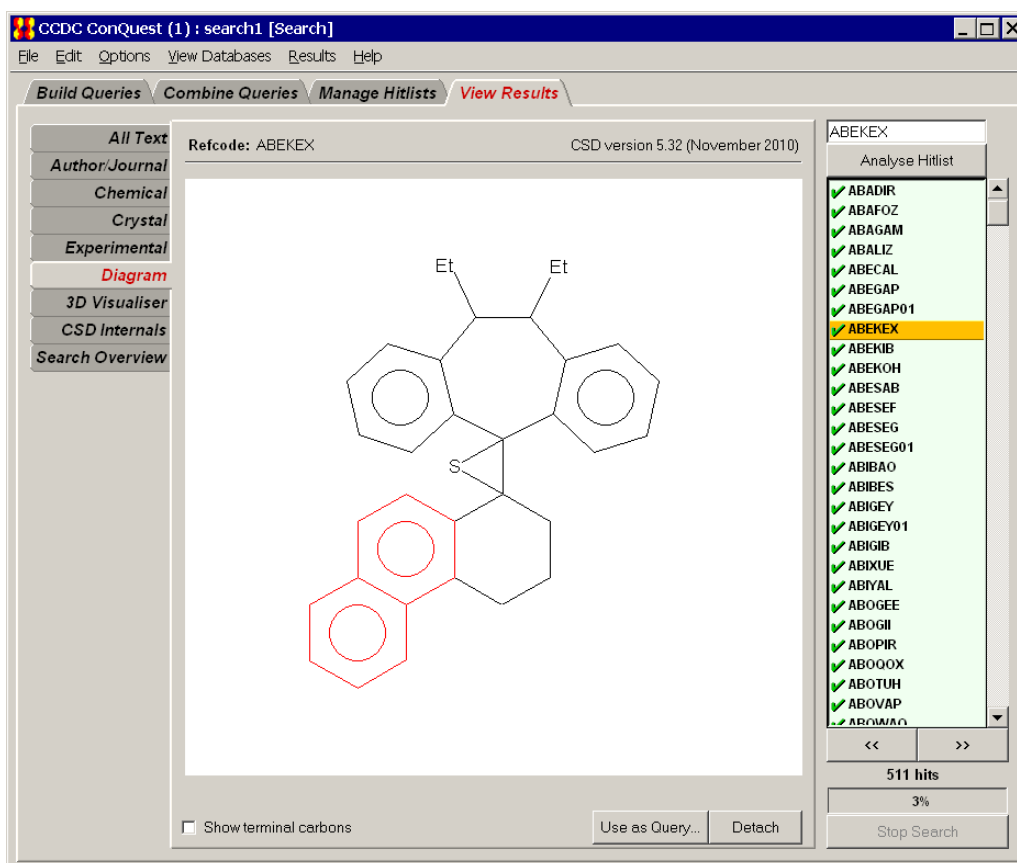 CCDC ConQuest (1) : search1 [Search]
File Edit Options View Databases Results Help
Build Queries Combine Queries Manage Hitlists View Results
All Text
Author/Journal
Chemical
Crystal
Experimental
Diagram
3D Visualiser
CSD Internals
Search Overview
Refcode: ABEKEX CSD version 5.32 (November 2010)
Et Et
S
Show terminal carbons
Use as Query... Detach
ABEKEX
Analyse Hitlist
ABADIR
ABAFOZ
ABAGAM
ABALIZ
ABECAL
ABEGAP
ABEGAP01
ABEKEX
ABEKIB
ABEKOH
ABESAB
ABESEF
ABESEG
ABESEG01
ABIBAO
ABIBES
ABIGEY
ABIGEY01
ABIGIB
ABIXUE
ABIYAL
ABOGEE
ABOGII
ABOPIR
ABOQOX
ABOTUH
ABOVAP
<< >>
511 hits
3%
Stop Search